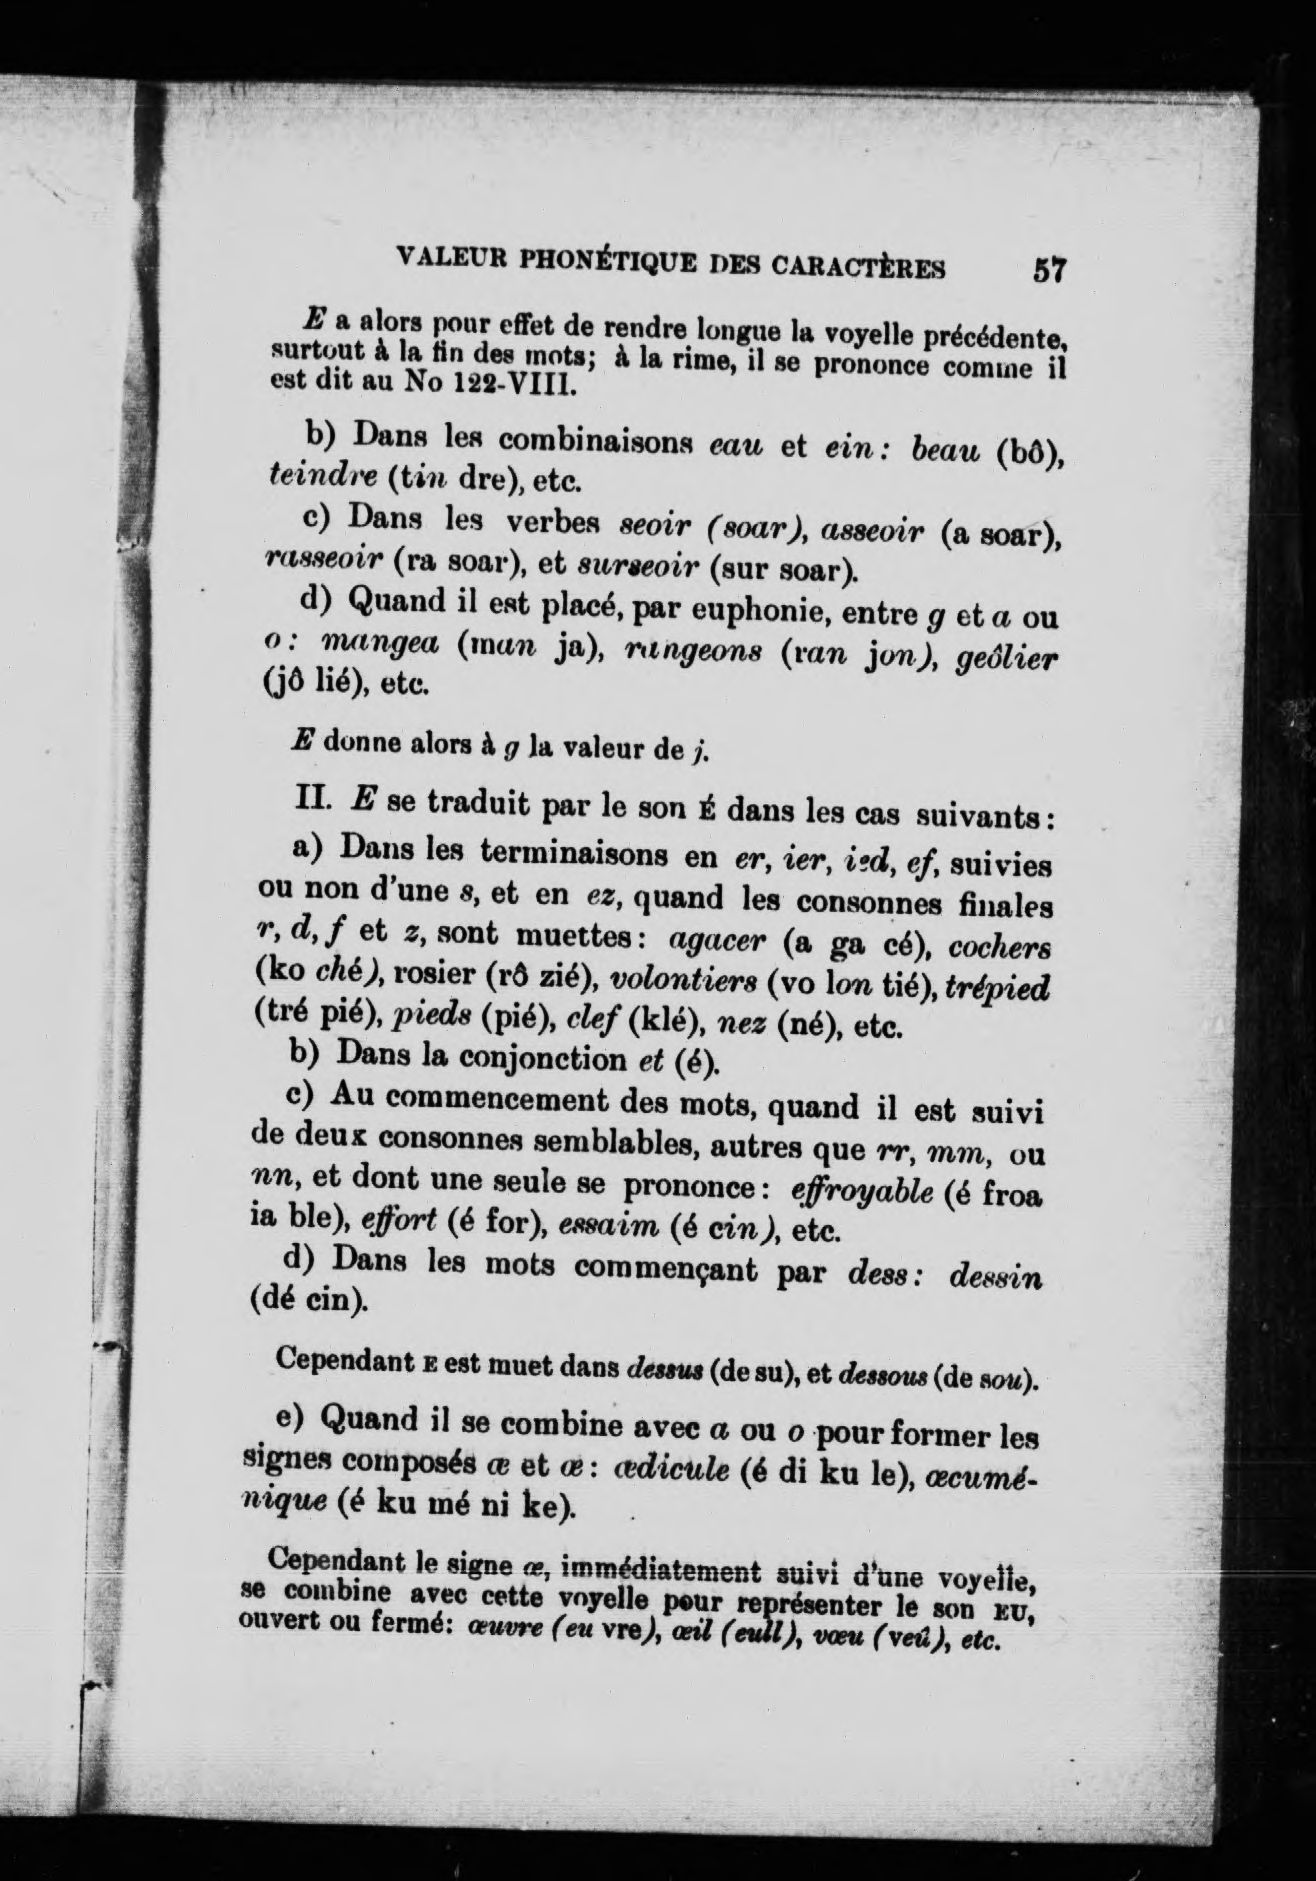 VALEUR PHONÉTIQUE DES CARACTÈRES 57
E a alors pour effet de rendre longue la voyelle précédente,
surtout à la fin des mots; à la rime, il se prononce comme il
est dit au No 122-VIII.
b) Dans les combinaisons eau et ein: beau (bô),
teindre (tin dre), etc.
c) Dans les verbes seoir (soar), asseoir (a soar),
rasseoir (ra soar), et surseoir (sur soar).
d) Quand il est placé, par euphonie, entre g et a ou
o: mangea (man ja), rangeons (ran jon), geôlier
(jô lié), etc.
E donne alors à g la valeur de j.
II. E se traduit par le son É dans les cas suivants:
a) Dans les terminaisons en er, ier, ied, ef, suivies
ou non d'une s, et en ez, quand les consonnes finales
r, d, f et z, sont muettes: agacer (a ga cé), cochers
(ko ché), rosier (rô zié), volontiers (vo lon tié), trépied
(tré pié), pieds (pié), clef (klé), nez (né), etc.
b) Dans la conjonction et (é).
c) Au commencement des mots, quand il est suivi
de deux consonnes semblables, autres que rr, mm, ou
nn, et dont une seule se prononce: effroyable (é froa
ia ble), effort (é for), essaim (é cin), etc.
d) Dans les mots commençant par dess: dessin
(dé cin).
Cependant E est muet dans dessus (de su), et dessous (de sou).
e) Quand il se combine avec a ou o pour former les
signes composés æ et œ: ædicule (é di ku le), œcumé-
nique (é ku mé ni ke).
Cependant le signe œ, immédiatement suivi d'une voyelle,
se combine avec cette voyelle pour représenter le son EU,
ouvert ou fermé: œuvre (eu vre), œil (eull), vœu (veû), etc.